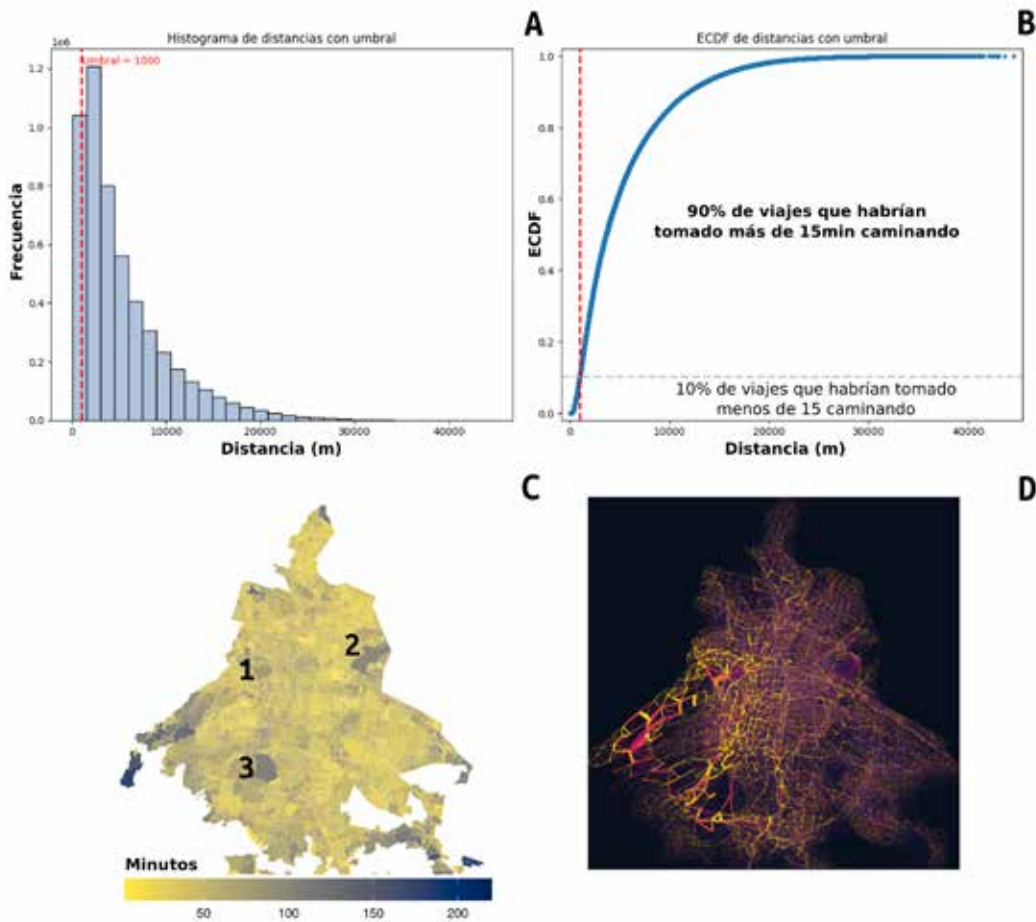 A
Histograma de distancias con umbral
1e6
Umbral = 1000
1.2
1.0
0.8
0.6
0.4
0.2
0.0
Frecuencia
0
10000
20000
30000
40000
Distancia (m)
B
ECDF de distancias con umbral
1.0
0.8
0.6
0.4
0.2
0.0
ECDF
90% de viajes que habrían
tomado más de 15min caminando
10% de viajes que habrían tomado
menos de 15 caminando
0
10000
20000
30000
40000
Distancia (m)
C
1
2
3
Minutos
50
100
150
200
D